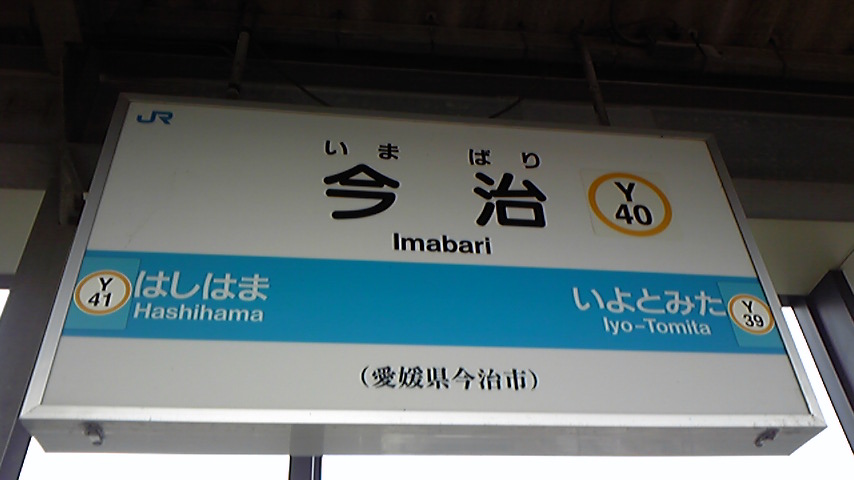 JR
いまばり
今治
Y
40
Imabari
Y
41
はしはま
Hashihama
いよとみた
Iyo-Tomita
Y
39
（愛媛県今治市）